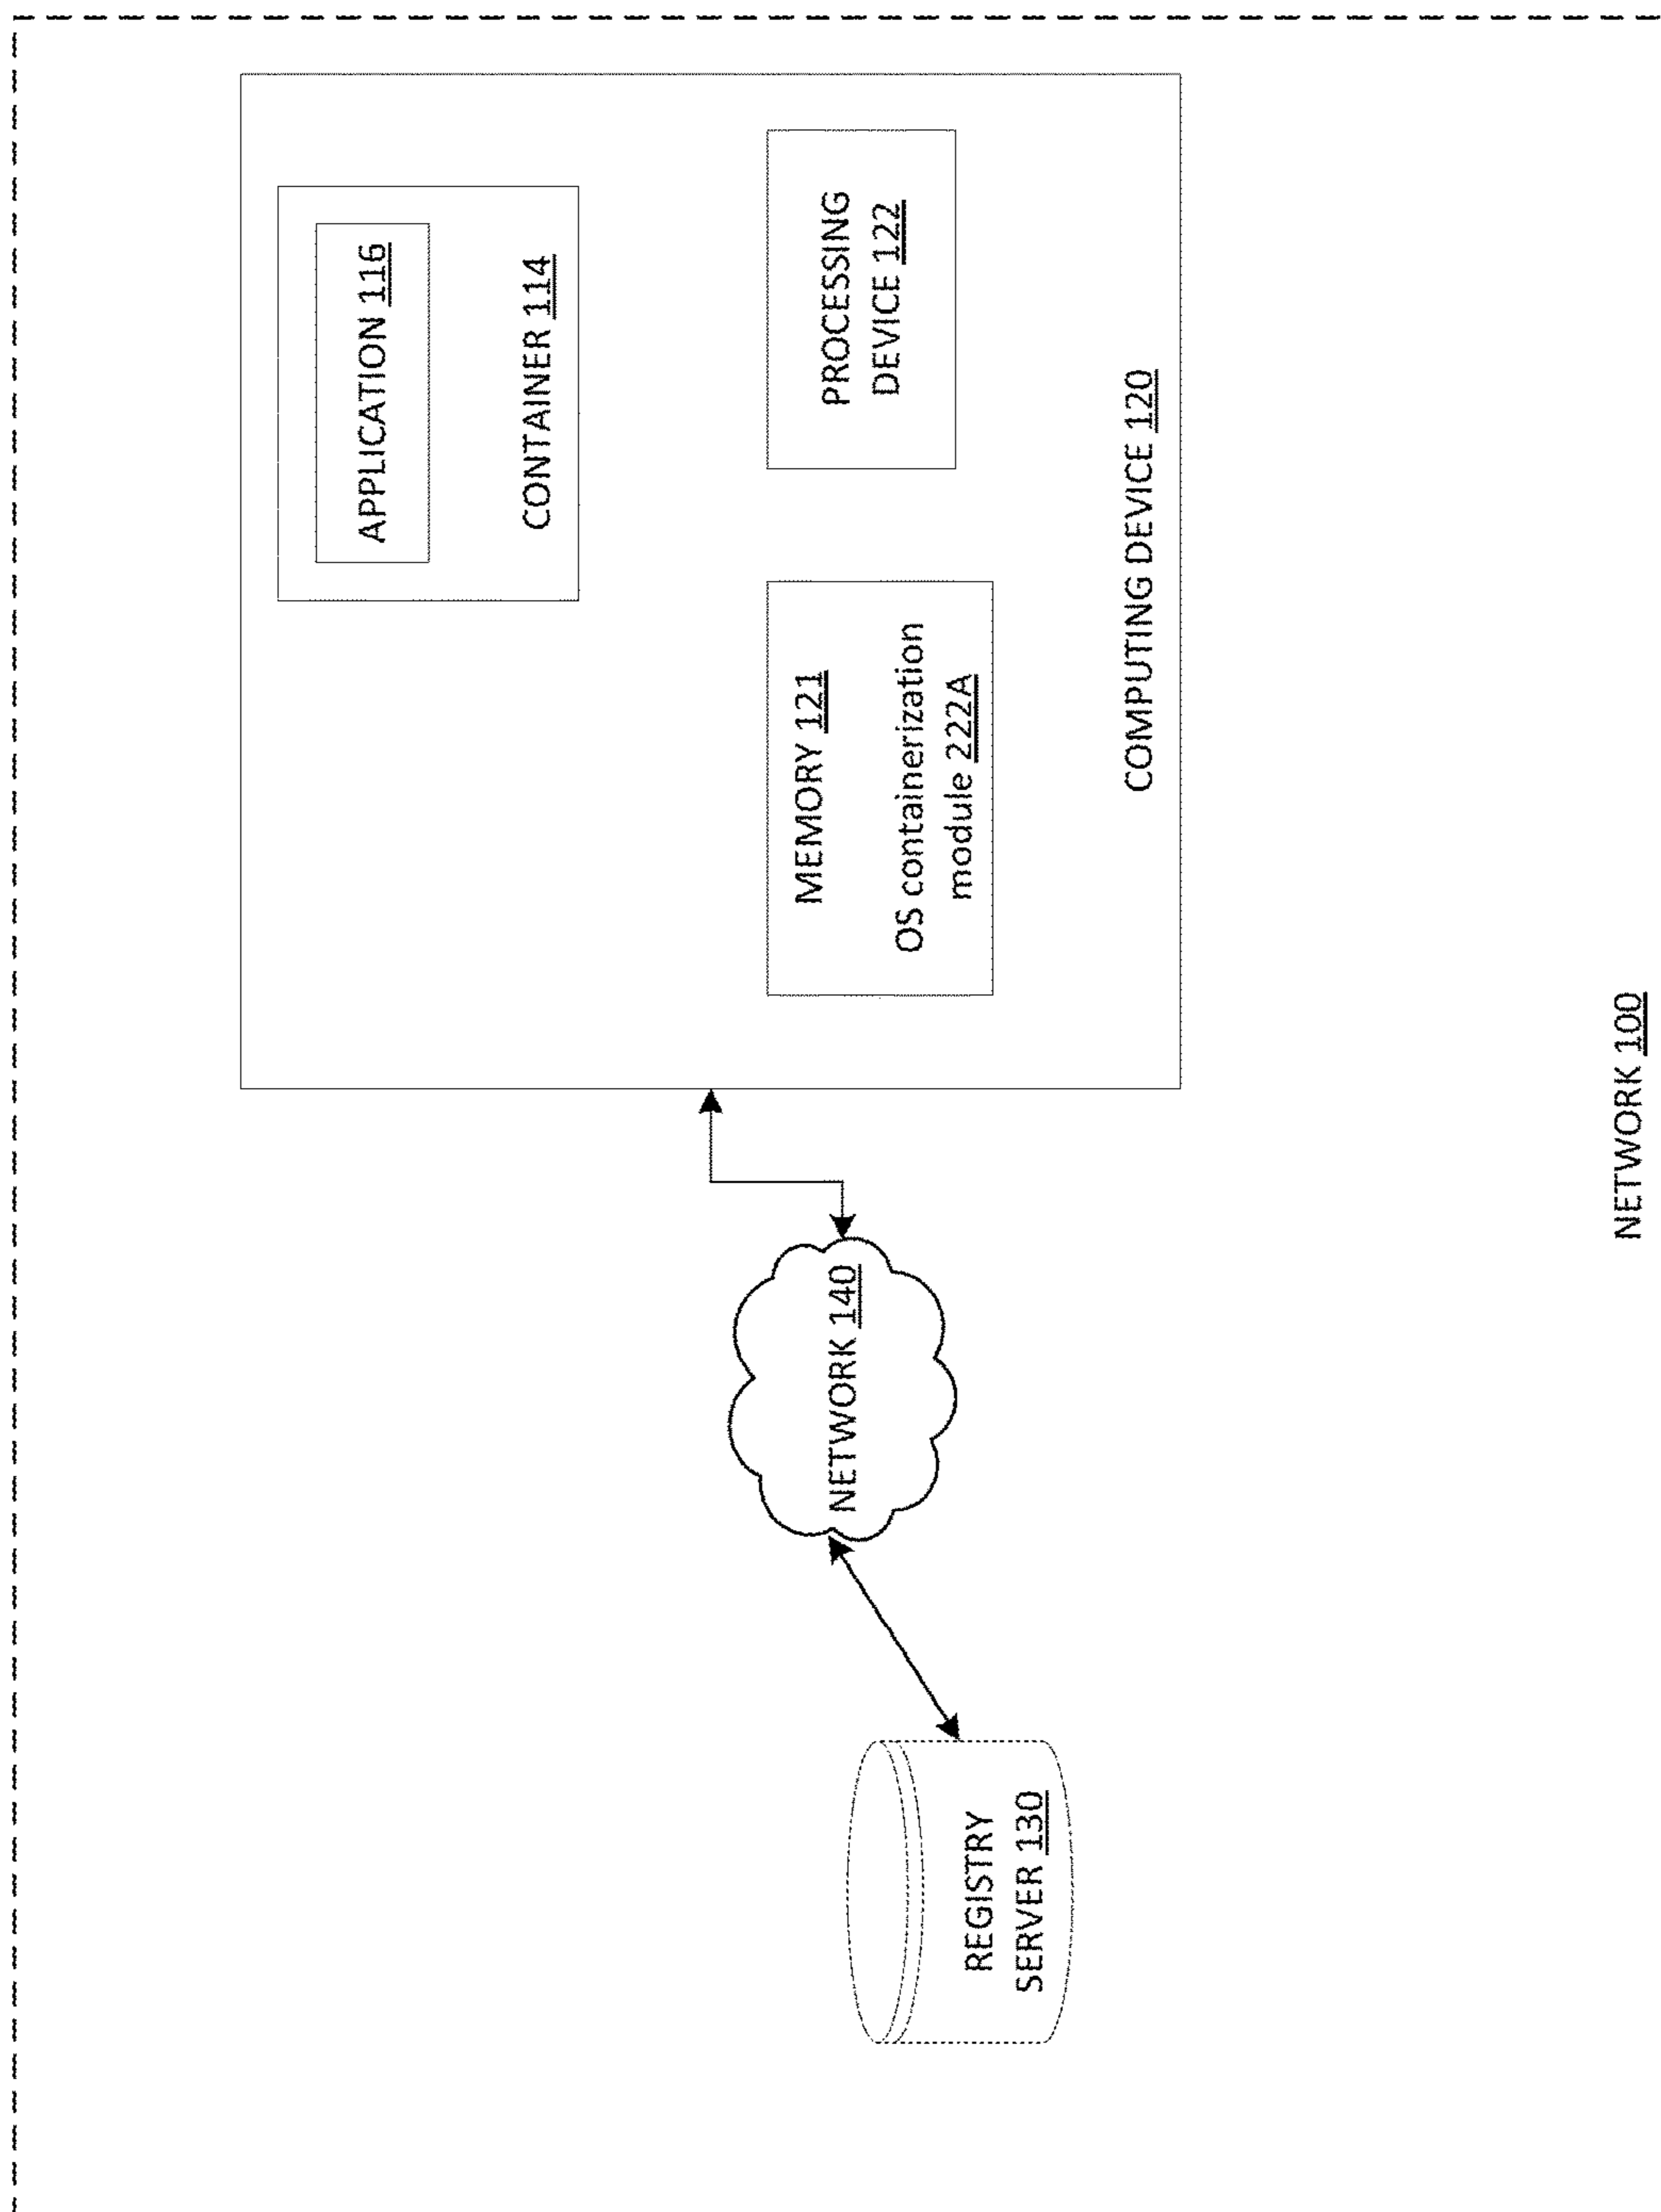 APPLICATION 116
CONTAINER 114
MEMORY 121
OS containerization
module 222A
PROCESSING
DEVICE 122
COMPUTING DEVICE 120
NETWORK 140
REGISTRY
SERVER 130
NETWORK 100